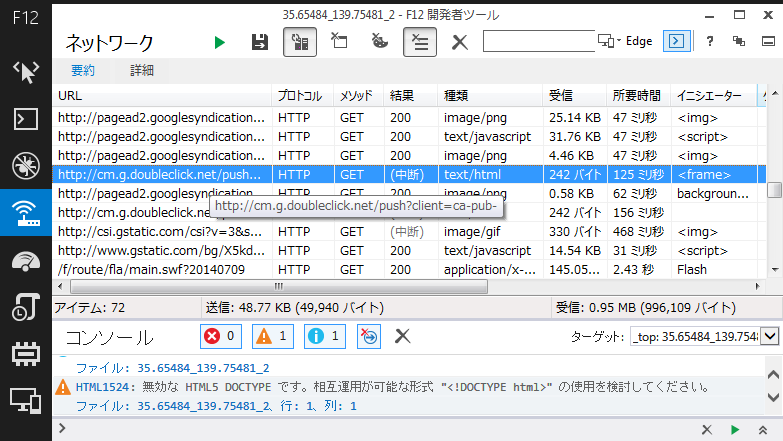 F12
35.65484_139.75481_2 - F12 開発者ツール
ネットワーク
Edge
?
要約 詳細
URL プロトコル メソッド 結果 種類 受信 所要時間 イニシエーター
http://pagead2.googlesyndication... HTTP GET 200 image/png 25.14 KB 47 ミリ秒 <img>
http://pagead2.googlesyndication... HTTP GET 200 text/javascript 31.76 KB 47 ミリ秒 <script>
http://pagead2.googlesyndication... HTTP GET 200 image/png 4.46 KB 47 ミリ秒 <img>
http://cm.g.doubleclick.net/push... HTTP GET (中断) text/html 242 バイト 125 ミリ秒 <frame>
http://pagead2.googlesyndication... HTTP GET 200 image/png 0.58 KB 62 ミリ秒 backgroun...
http://cm.g.doubleclick.net/pu 242 バイト 156 ミリ秒
http://cm.g.doubleclick.net/push?client=ca-pub-
http://csi.gstatic.com/csi?v=3&s... HTTP GET (中断) image/gif 330 バイト 468 ミリ秒 <img>
http://www.gstatic.com/bg/X5kd... HTTP GET 200 text/javascript 14.54 KB 31 ミリ秒 <script>
/f/route/fla/main.swf?20140709 HTTP GET 200 application/x-... 145.05... 2.43 秒 Flash
アイテム: 72 送信: 48.77 KB (49,940 バイト) 受信: 0.95 MB (996,109 バイト)
コンソール 0 1 1 ターゲット: _top: 35.65484_139.754
ファイル: 35.65484_139.75481_2
HTML1524: 無効な HTML5 DOCTYPE です。相互運用が可能な形式 "<!DOCTYPE html>" の使用を検討してください。
ファイル: 35.65484_139.75481_2、行: 1、列: 1